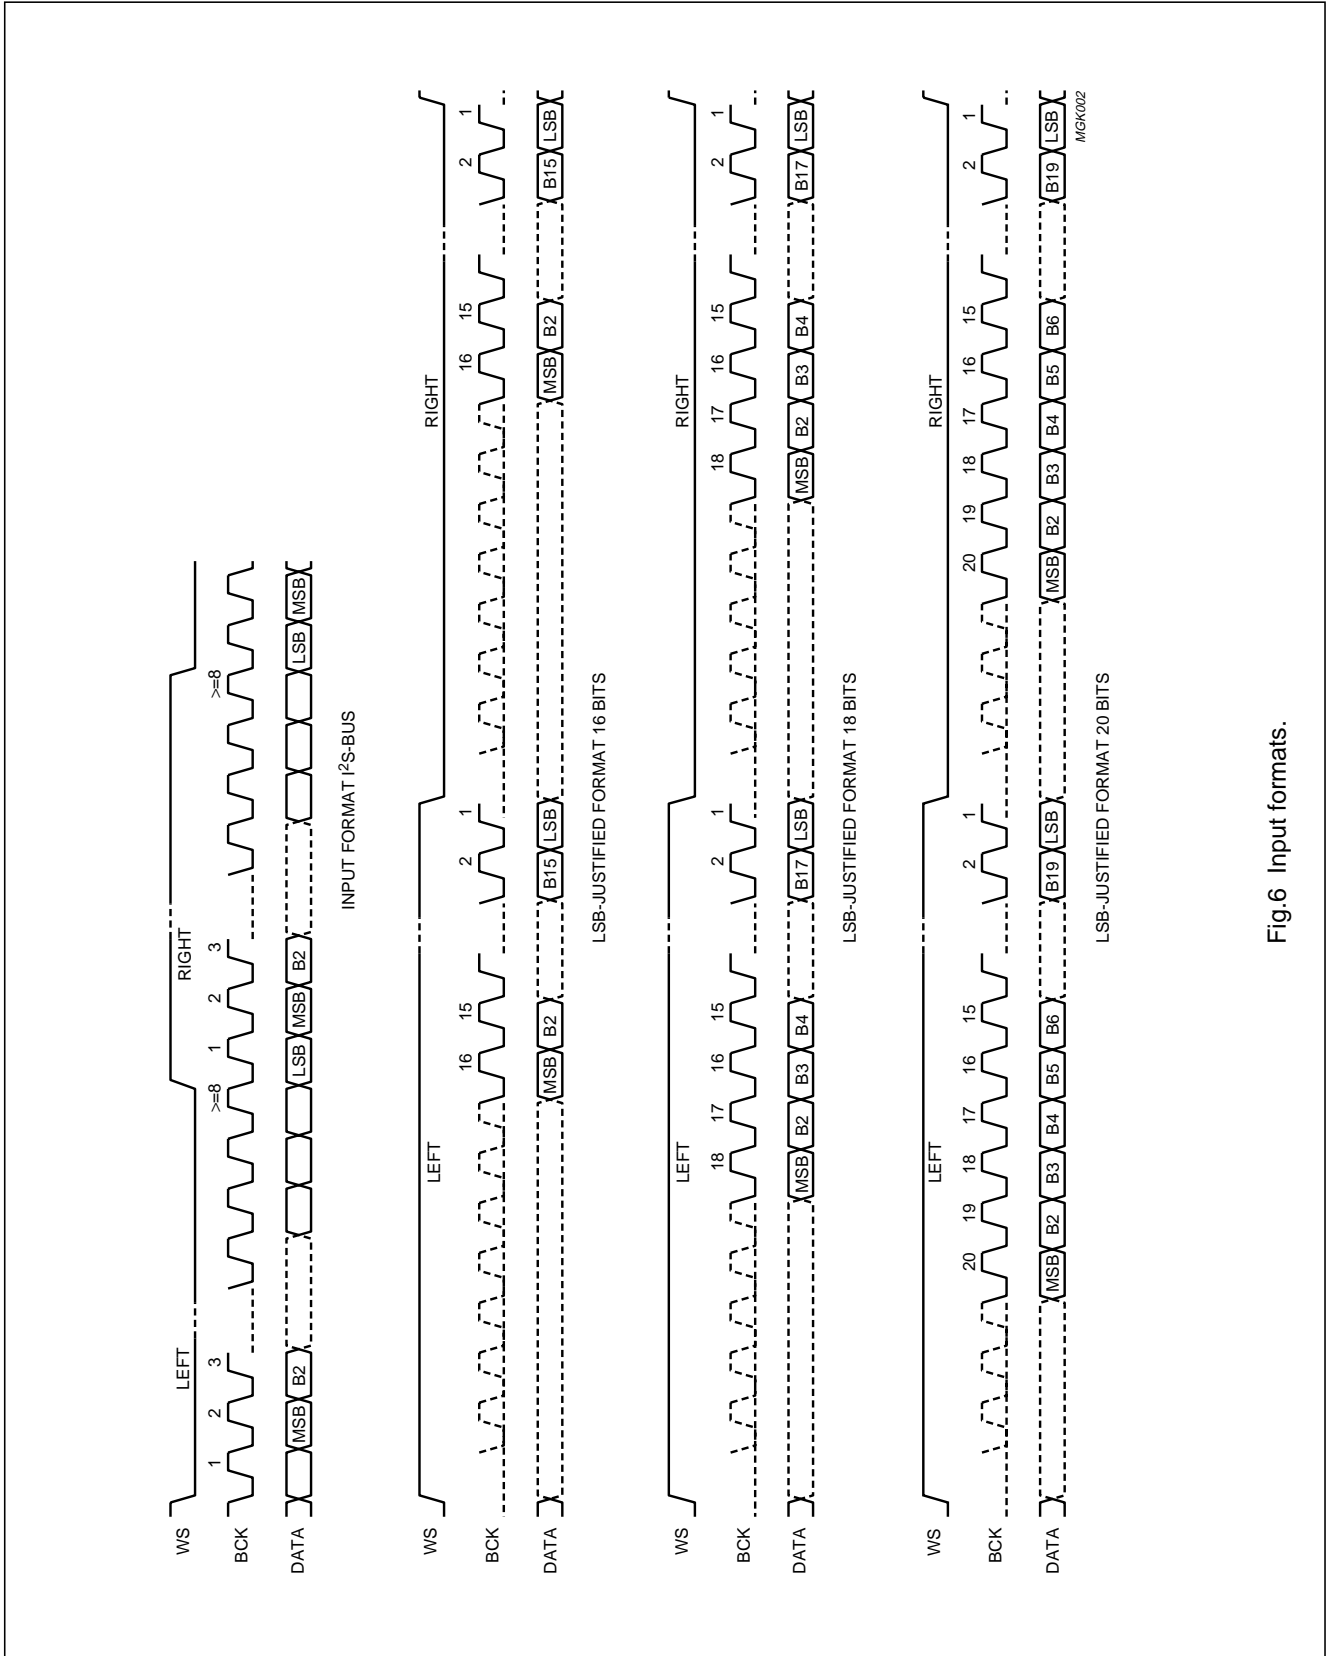 WS LEFT RIGHT
1 2 3 >=8 1 2 3 >=8
BCK
DATA MSB B2 LSB MSB B2 LSB MSB
INPUT FORMAT I²S-BUS
WS LEFT RIGHT
16 15 2 1 16 15 2 1
BCK
DATA MSB B2 B15 LSB MSB B2 B15 LSB
LSB-JUSTIFIED FORMAT 16 BITS
WS LEFT RIGHT
18 17 16 15 2 1 18 17 16 15 2 1
BCK
DATA MSB B2 B3 B4 B17 LSB MSB B2 B3 B4 B17 LSB
LSB-JUSTIFIED FORMAT 18 BITS
WS LEFT RIGHT
20 19 18 17 16 15 2 1 20 19 18 17 16 15 2 1
BCK
DATA MSB B2 B3 B4 B5 B6 B19 LSB MSB B2 B3 B4 B5 B6 B19 LSB
MGK002
LSB-JUSTIFIED FORMAT 20 BITS
Fig.6 Input formats.